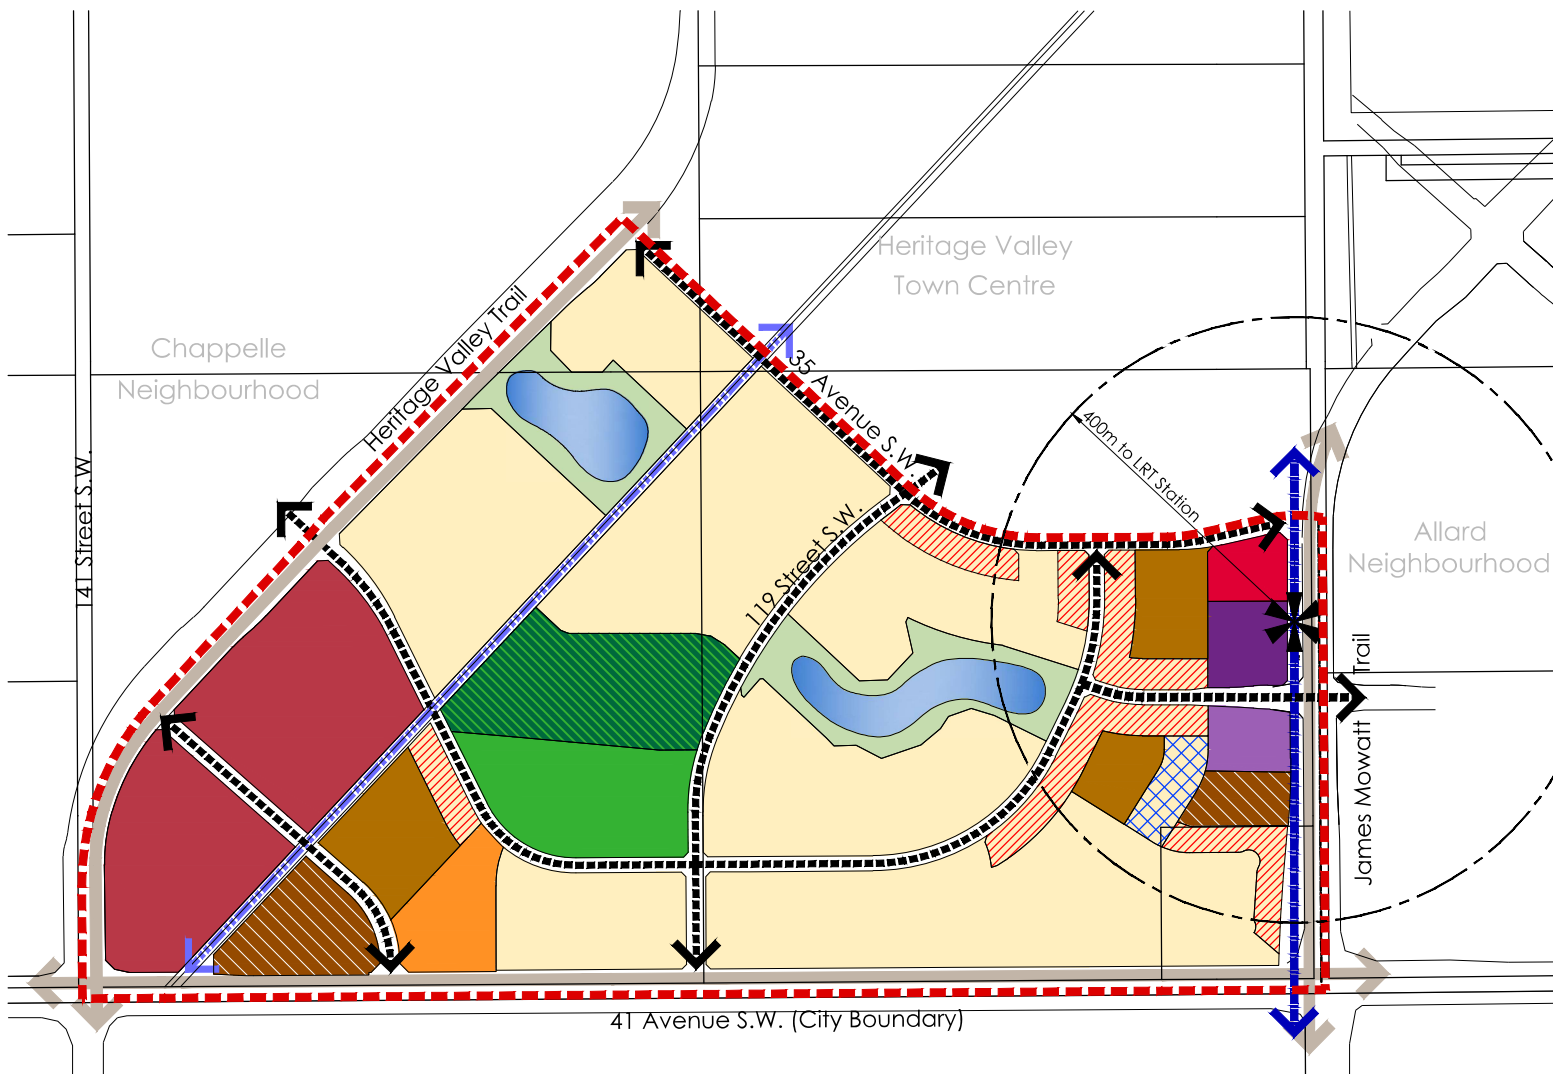 Heritage Valley
Town Centre
Chappelle
Neighbourhood
Heritage Valley Trail
35 Avenue S.W.
400m to LRT Station
141 Street S.W.
119 Street S.W.
Allard
Neighbourhood
James Mowatt Trail
41 Avenue S.W. (City Boundary)